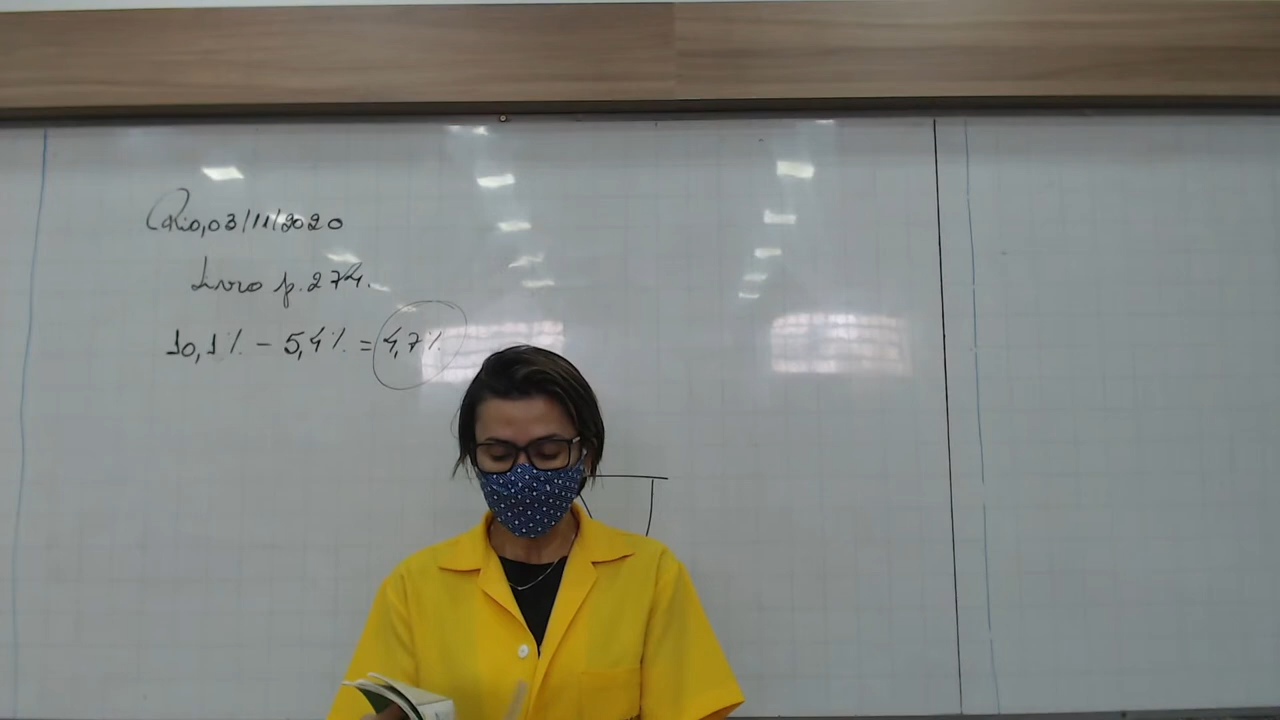 Rio, 03/11/2020
Livro p. 274.
10,1% - 5,4% = 4,7%